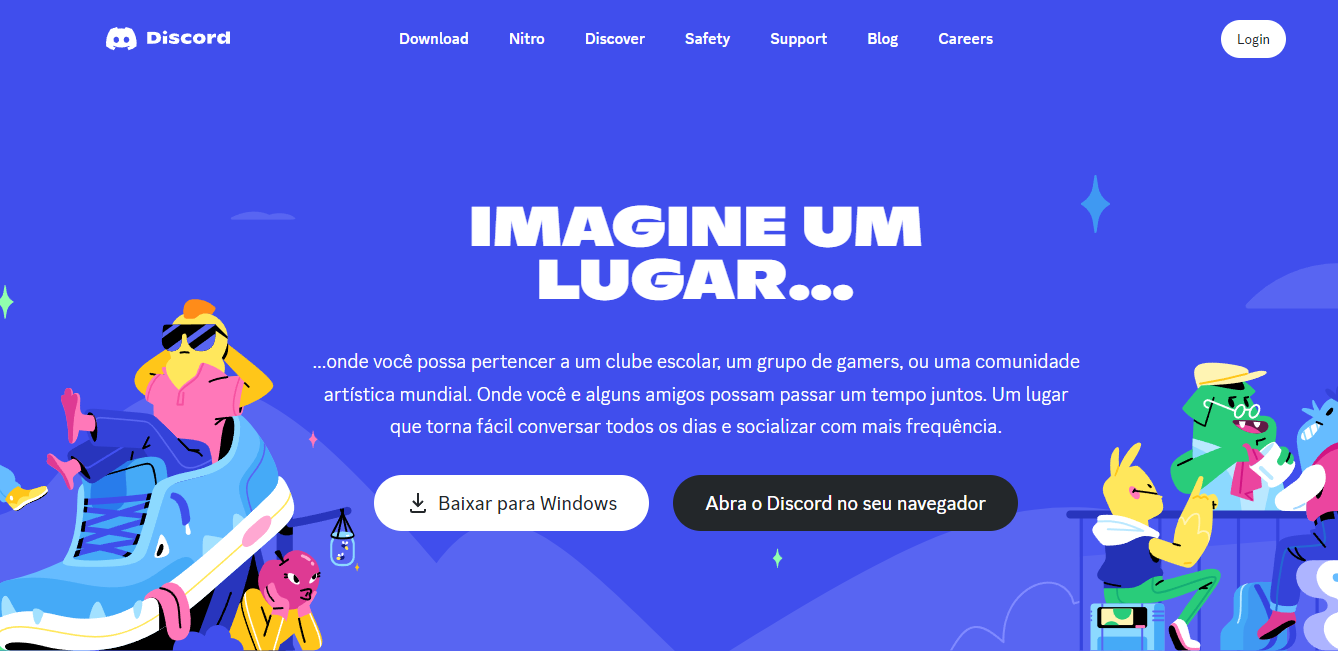 Discord
Download Nitro Discover Safety Support Blog Careers
Login
IMAGINE UM
LUGAR...
...onde você possa pertencer a um clube escolar, um grupo de gamers, ou uma comunidade
artística mundial. Onde você e alguns amigos possam passar um tempo juntos. Um lugar
que torna fácil conversar todos os dias e socializar com mais frequência.
Baixar para Windows
Abra o Discord no seu navegador